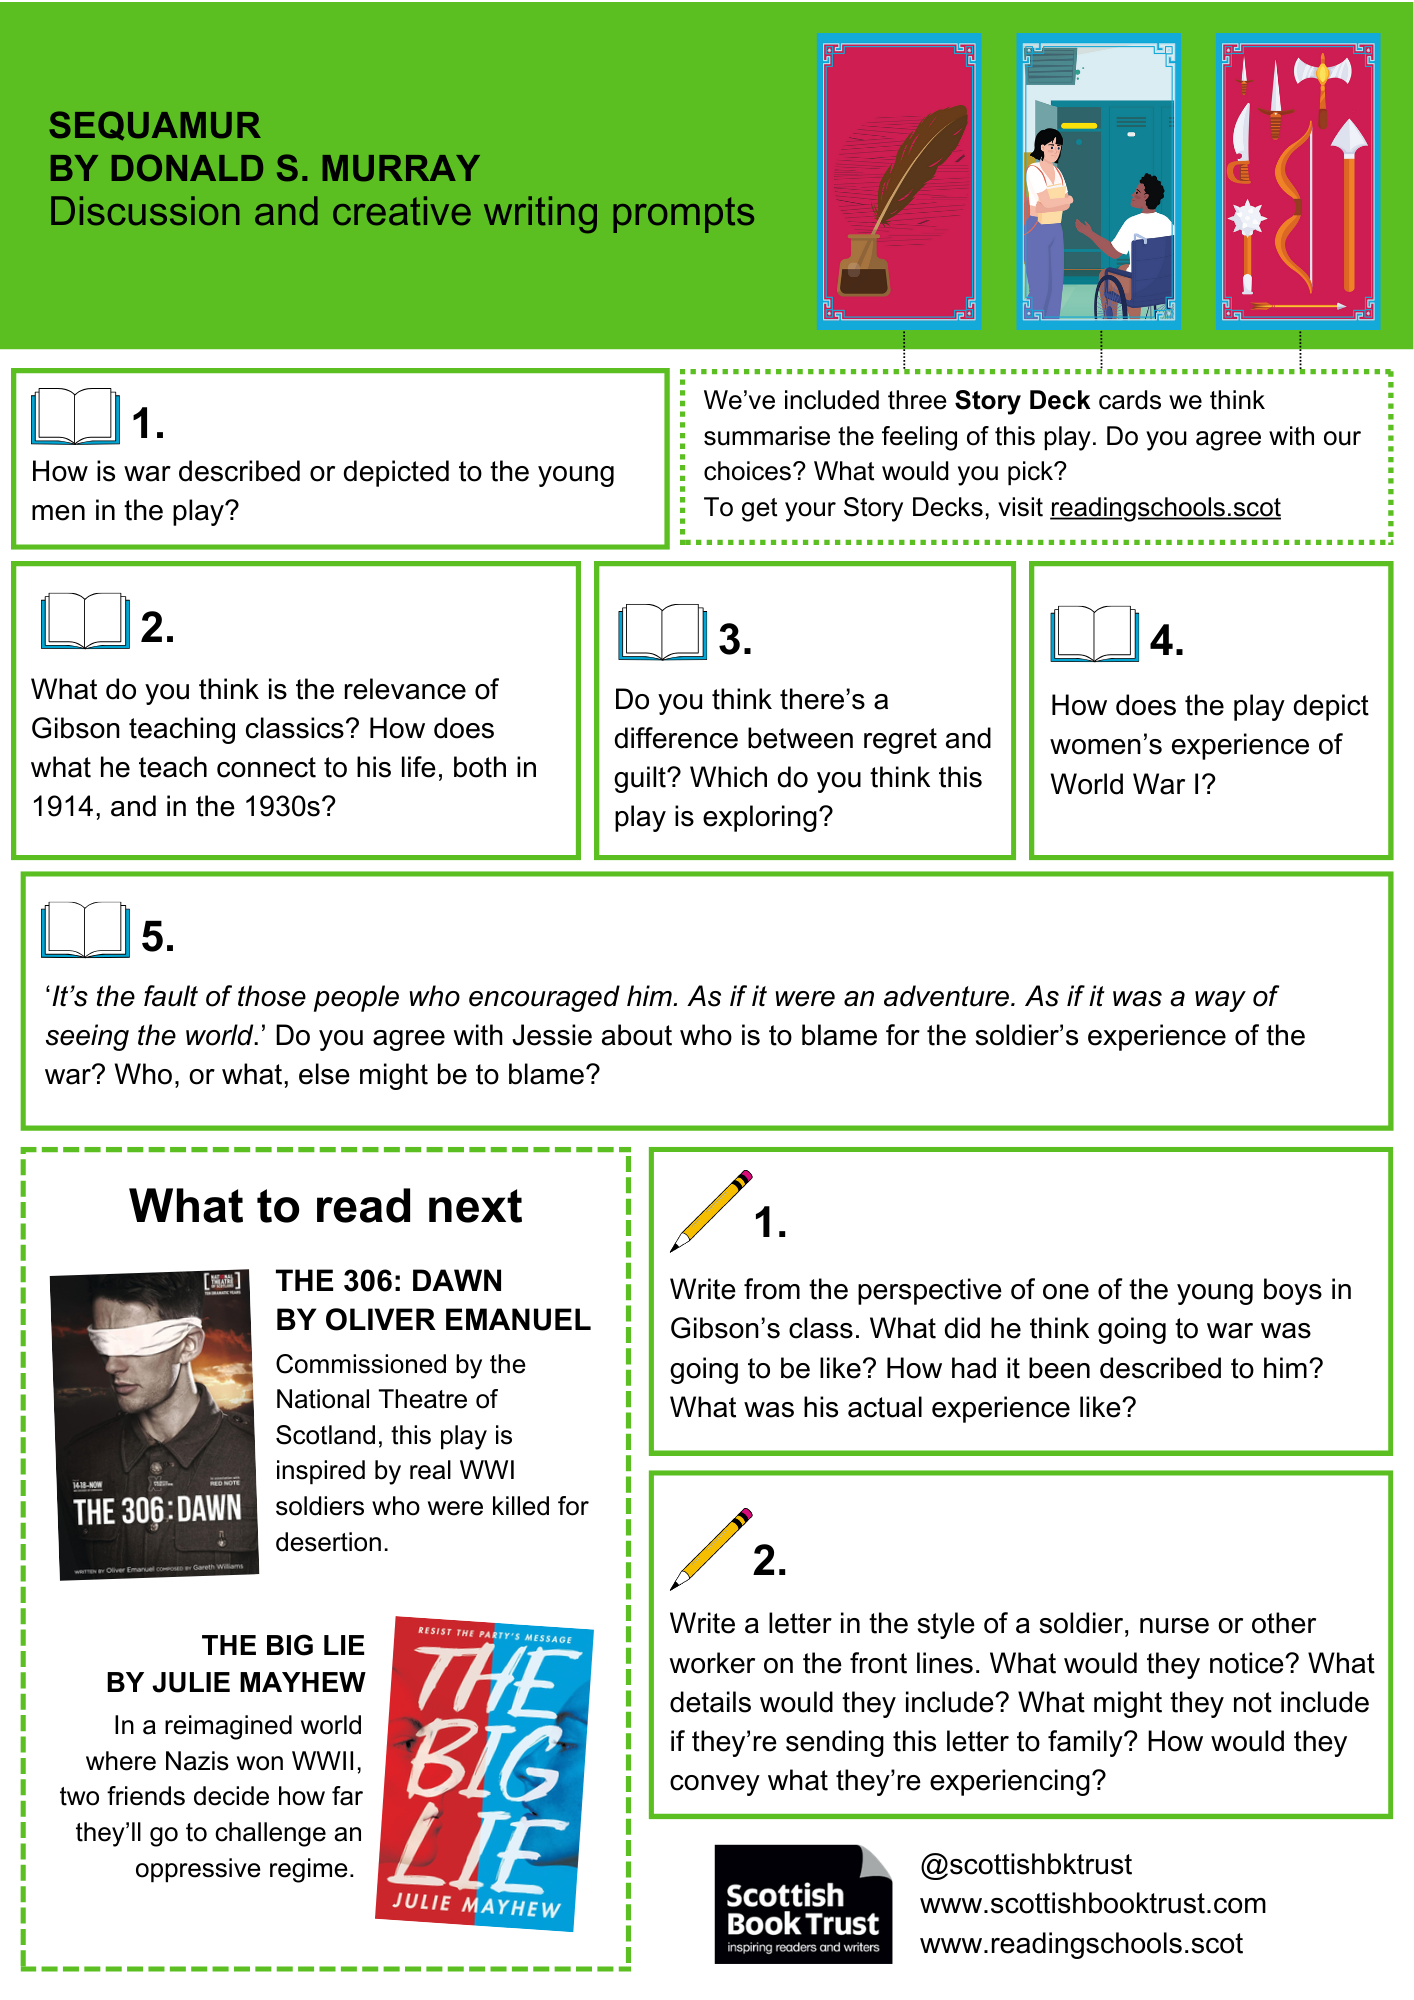 SEQUAMUR
BY DONALD S. MURRAY
Discussion and creative writing prompts
1.
How is war described or depicted to the young
men in the play?
We’ve included three Story Deck cards we think
summarise the feeling of this play. Do you agree with our
choices? What would you pick?
To get your Story Decks, visit readingschools.scot
2.
What do you think is the relevance of
Gibson teaching classics? How does
what he teach connect to his life, both in
1914, and in the 1930s?
3.
Do you think there’s a
difference between regret and
guilt? Which do you think this
play is exploring?
4.
How does the play depict
women’s experience of
World War I?
5.
‘It’s the fault of those people who encouraged him. As if it were an adventure. As if it was a way of
seeing the world.’ Do you agree with Jessie about who is to blame for the soldier’s experience of the
war? Who, or what, else might be to blame?
What to read next
NATIONAL
THEATRE
OF SCOTLAND
14-18-NOW
RED NOTE
THE 306:DAWN
WRITTEN BY Oliver Emanuel COMPOSED BY Gareth Williams
THE 306: DAWN
BY OLIVER EMANUEL
Commissioned by the
National Theatre of
Scotland, this play is
inspired by real WWI
soldiers who were killed for
desertion.
THE BIG LIE
BY JULIE MAYHEW
In a reimagined world
where Nazis won WWII,
two friends decide how far
they’ll go to challenge an
oppressive regime.
RESIST THE PARTY’S MESSAGE
THE
BIG
LIE
JULIE MAYHEW
1.
Write from the perspective of one of the young boys in
Gibson’s class. What did he think going to war was
going to be like? How had it been described to him?
What was his actual experience like?
2.
Write a letter in the style of a soldier, nurse or other
worker on the front lines. What would they notice? What
details would they include? What might they not include
if they’re sending this letter to family? How would they
convey what they’re experiencing?
Scottish
Book Trust
inspiring readers and writers
@scottishbktrust
www.scottishbooktrust.com
www.readingschools.scot